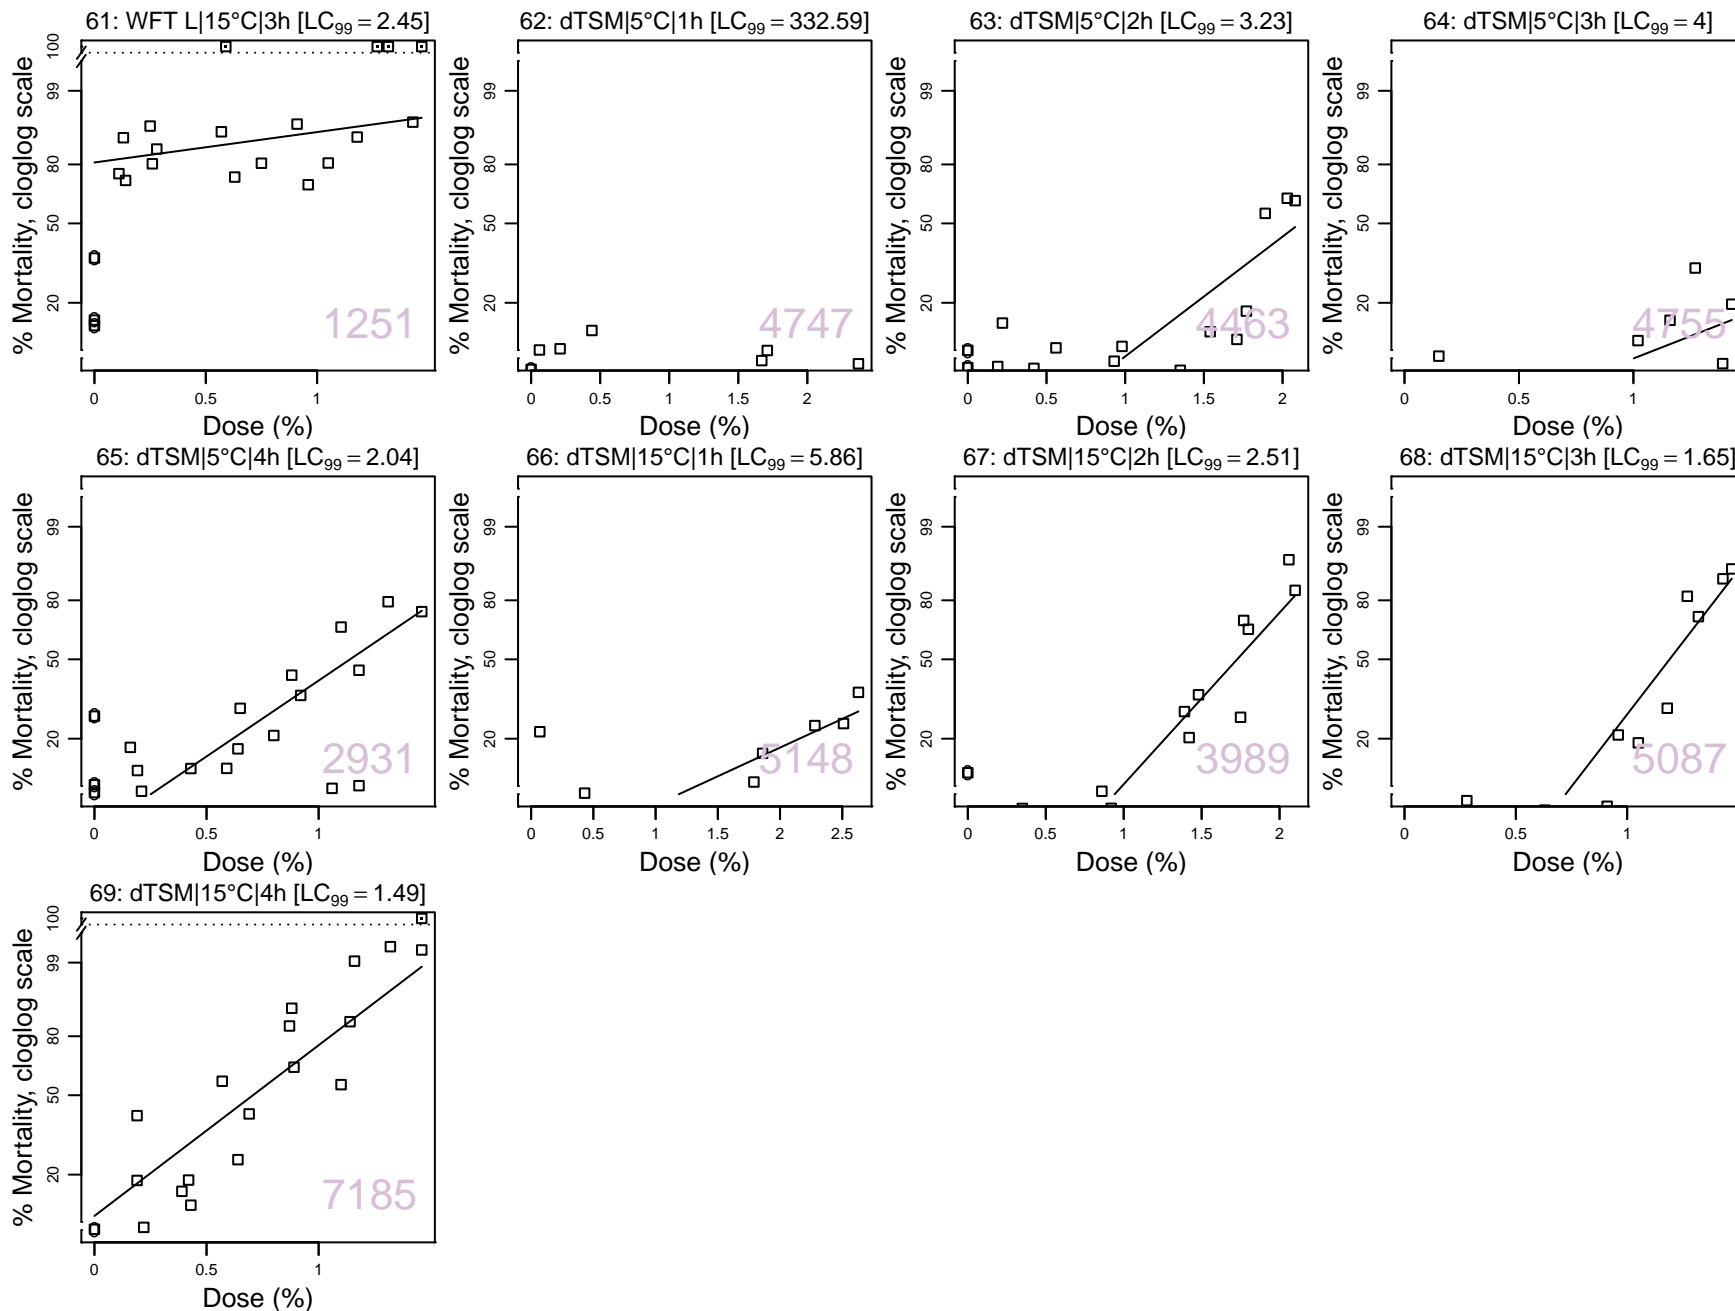 61: WFT L|15°C|3h [LC99 = 2.45]
% Mortality, cloglog scale
100
99
80
50
20
1251
0 0.5 1
Dose (%)
62: dTSM|5°C|1h [LC99 = 332.59]
% Mortality, cloglog scale
99
80
50
20
4747
0 0.5 1 1.5 2
Dose (%)
63: dTSM|5°C|2h [LC99 = 3.23]
% Mortality, cloglog scale
99
80
50
20
4463
0 0.5 1 1.5 2
Dose (%)
64: dTSM|5°C|3h [LC99 = 4]
% Mortality, cloglog scale
99
80
50
20
4755
0 0.5 1
Dose (%)
65: dTSM|5°C|4h [LC99 = 2.04]
% Mortality, cloglog scale
99
80
50
20
2931
0 0.5 1
Dose (%)
66: dTSM|15°C|1h [LC99 = 5.86]
% Mortality, cloglog scale
99
80
50
20
5148
0 0.5 1 1.5 2 2.5
Dose (%)
67: dTSM|15°C|2h [LC99 = 2.51]
% Mortality, cloglog scale
99
80
50
20
3989
0 0.5 1 1.5 2
Dose (%)
68: dTSM|15°C|3h [LC99 = 1.65]
% Mortality, cloglog scale
99
80
50
20
5087
0 0.5 1
Dose (%)
69: dTSM|15°C|4h [LC99 = 1.49]
% Mortality, cloglog scale
100
99
80
50
20
7185
0 0.5 1
Dose (%)